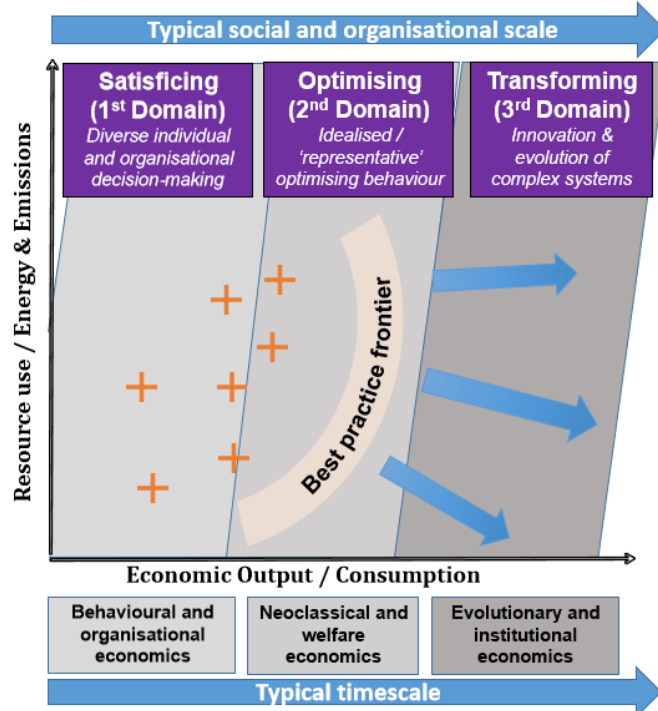 Typical social and organisational scale
Satisficing
(1st Domain)
Diverse individual
and organisational
decision-making
Optimising
(2nd Domain)
Idealised /
‘representative’
optimising behaviour
Transforming
(3rd Domain)
Innovation &
evolution of
complex systems
Resource use / Energy & Emissions
Best practice frontier
Economic Output / Consumption
Behavioural and
organisational
economics
Neoclassical and
welfare
economics
Evolutionary and
institutional
economics
Typical timescale